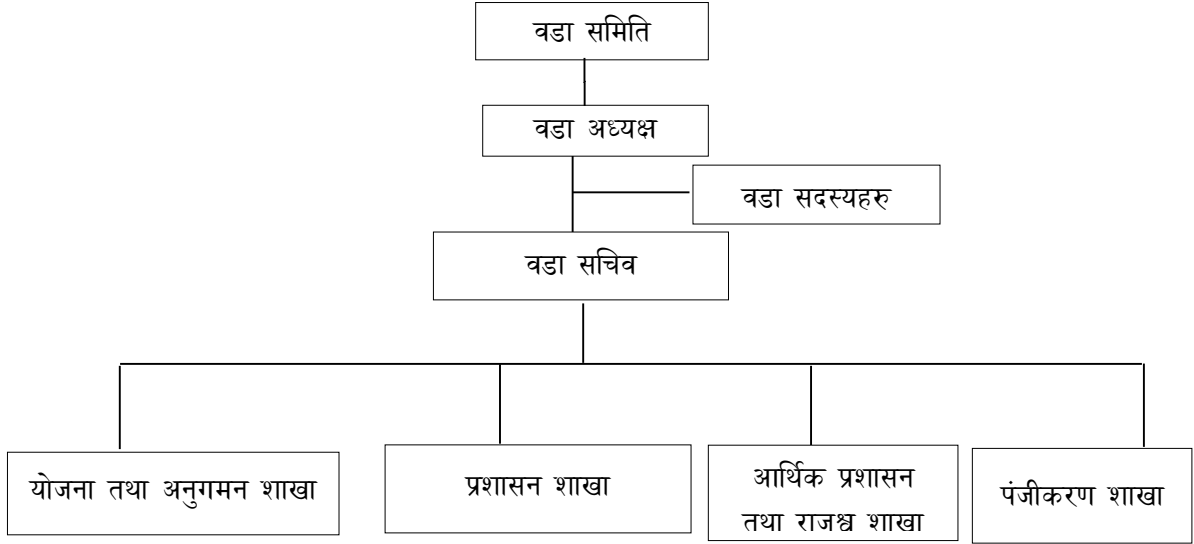 वडा समिति
वडा अध्यक्ष
वडा सदस्यहरु
वडा सचिव
योजना तथा अनुगमन शाखा
प्रशासन शाखा
आर्थिक प्रशासन
तथा राजश्व शाखा
पंजीकरण शाखा